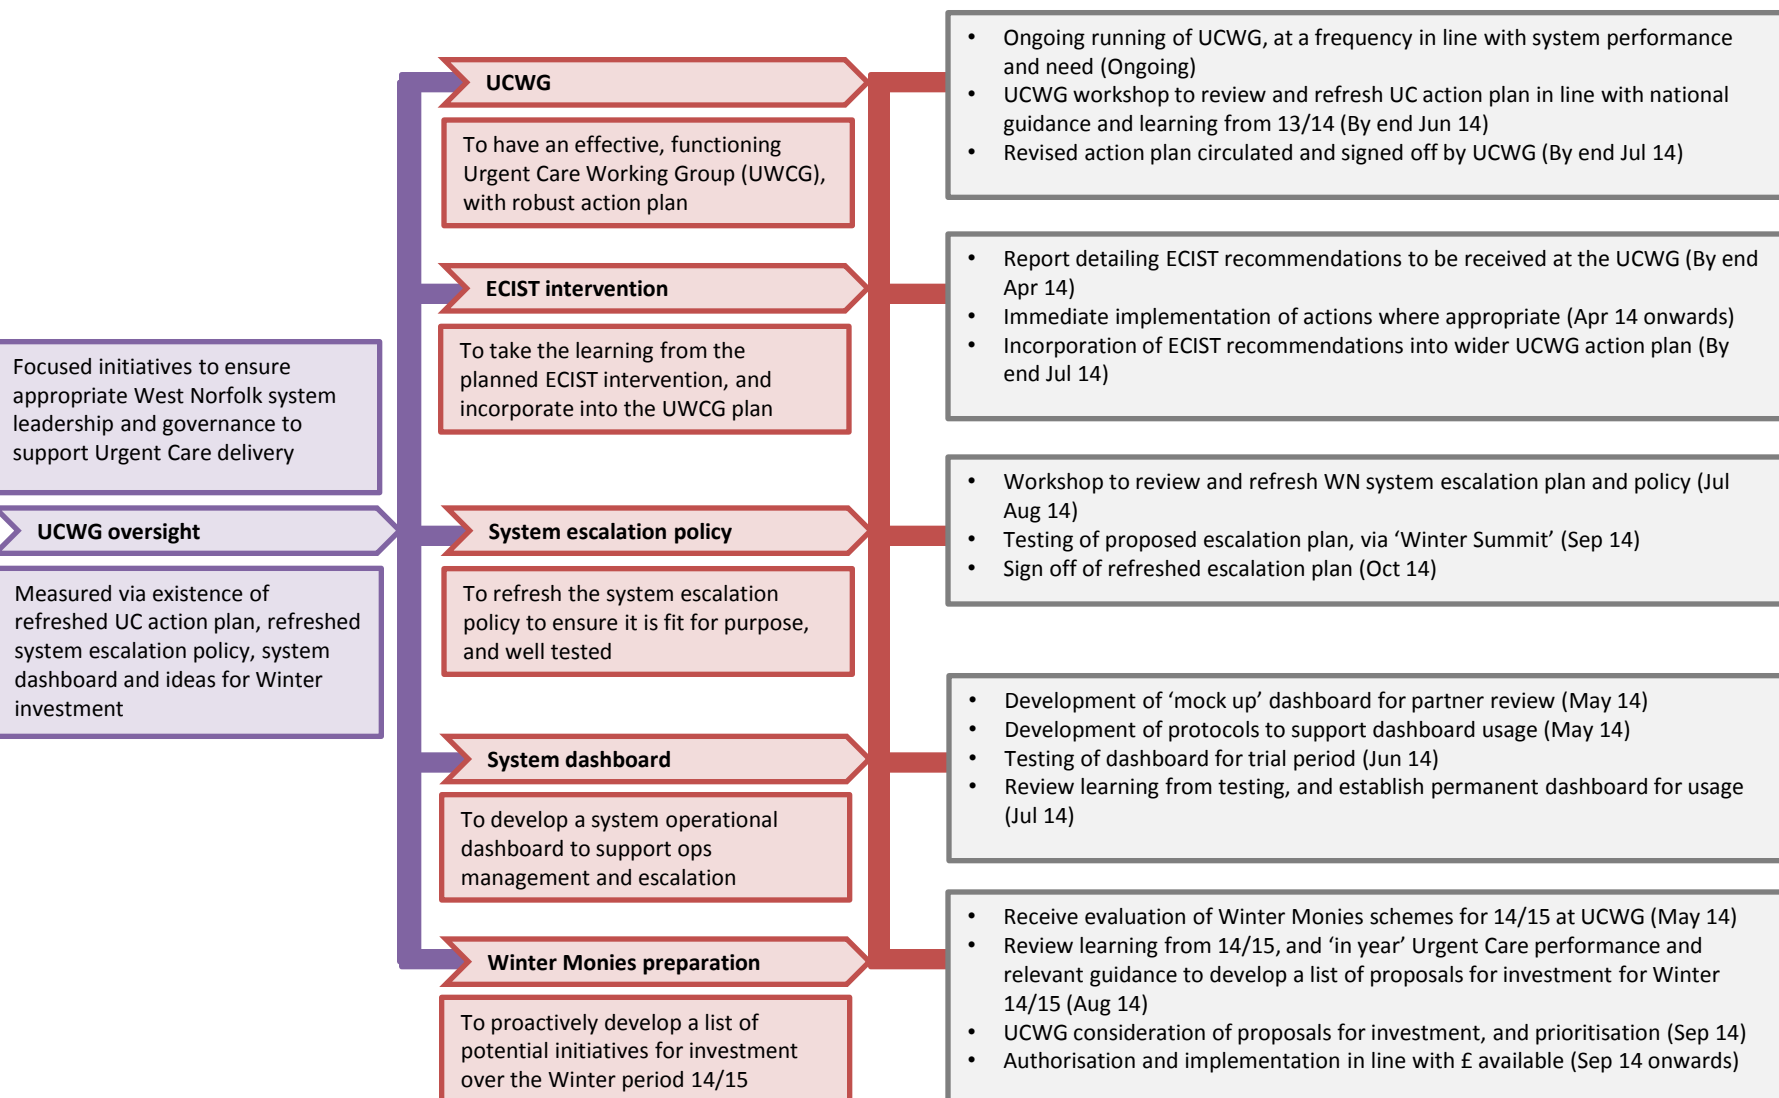 Focused initiatives to ensure
appropriate West Norfolk system
leadership and governance to
support Urgent Care delivery
UCWG oversight
Measured via existence of
refreshed UC action plan, refreshed
system escalation policy, system
dashboard and ideas for Winter
investment
UCWG
To have an effective, functioning
Urgent Care Working Group (UWCG),
with robust action plan
• Ongoing running of UCWG, at a frequency in line with system performance
and need (Ongoing)
• UCWG workshop to review and refresh UC action plan in line with national
guidance and learning from 13/14 (By end Jun 14)
• Revised action plan circulated and signed off by UCWG (By end Jul 14)
ECIST intervention
To take the learning from the
planned ECIST intervention, and
incorporate into the UWCG plan
• Report detailing ECIST recommendations to be received at the UCWG (By end
Apr 14)
• Immediate implementation of actions where appropriate (Apr 14 onwards)
• Incorporation of ECIST recommendations into wider UCWG action plan (By
end Jul 14)
System escalation policy
To refresh the system escalation
policy to ensure it is fit for purpose,
and well tested
• Workshop to review and refresh WN system escalation plan and policy (Jul
Aug 14)
• Testing of proposed escalation plan, via ‘Winter Summit’ (Sep 14)
• Sign off of refreshed escalation plan (Oct 14)
System dashboard
To develop a system operational
dashboard to support ops
management and escalation
• Development of ‘mock up’ dashboard for partner review (May 14)
• Development of protocols to support dashboard usage (May 14)
• Testing of dashboard for trial period (Jun 14)
• Review learning from testing, and establish permanent dashboard for usage
(Jul 14)
Winter Monies preparation
To proactively develop a list of
potential initiatives for investment
over the Winter period 14/15
• Receive evaluation of Winter Monies schemes for 14/15 at UCWG (May 14)
• Review learning from 14/15, and ‘in year’ Urgent Care performance and
relevant guidance to develop a list of proposals for investment for Winter
14/15 (Aug 14)
• UCWG consideration of proposals for investment, and prioritisation (Sep 14)
• Authorisation and implementation in line with £ available (Sep 14 onwards)